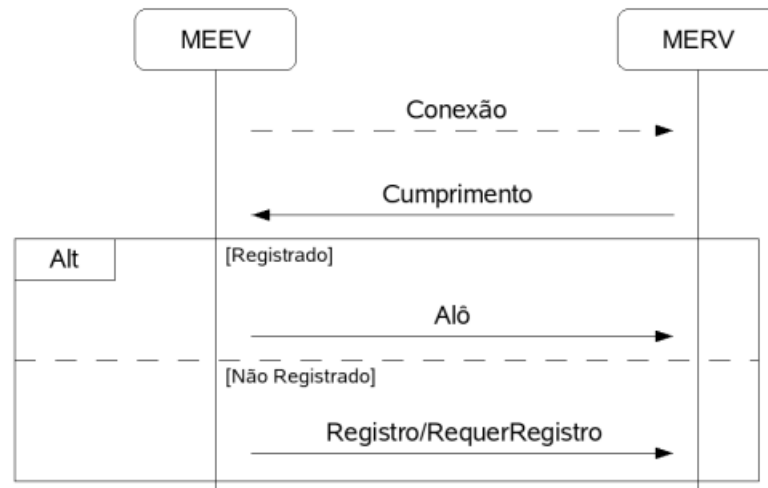 MEEV
MERV
Conexão
Cumprimento
Alt
[Registrado]
Alô
[Não Registrado]
Registro/RequerRegistro